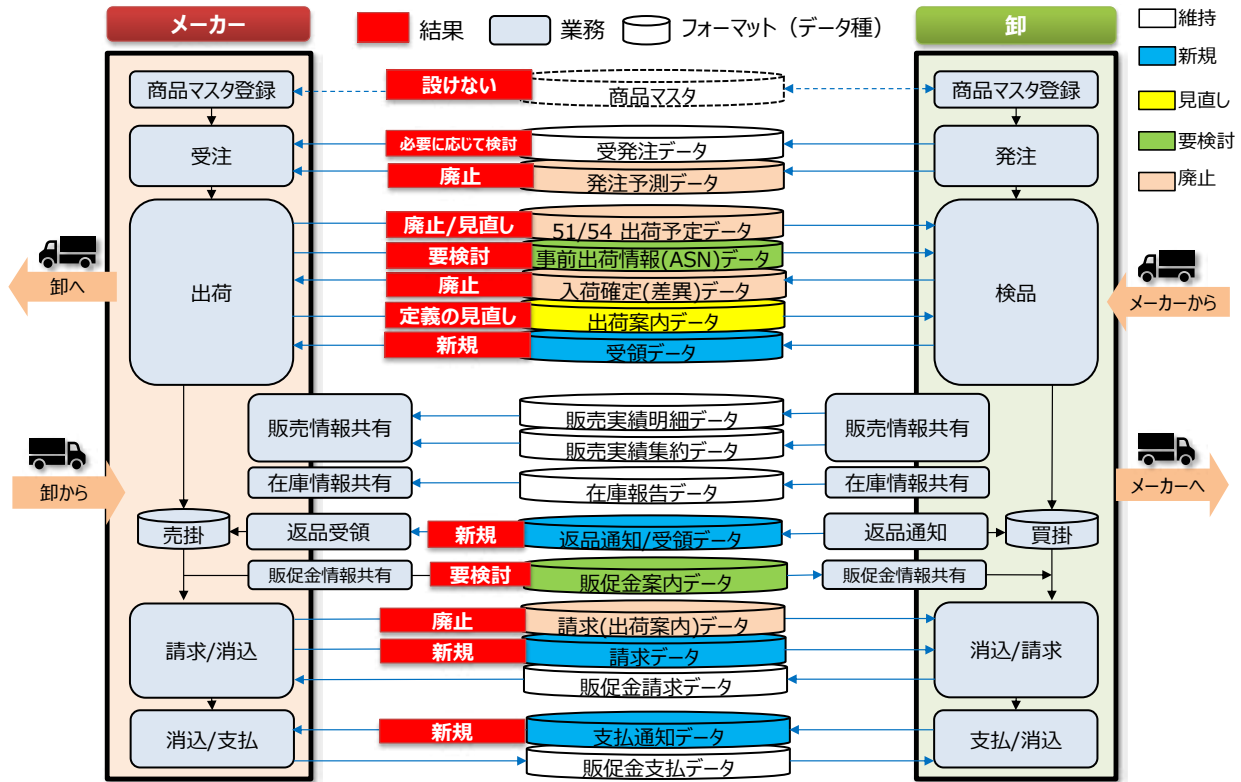 メーカー
結果
業務
フォーマット（データ種）
卸
維持
新規
見直し
要検討
廃止
商品マスタ登録
設けない
商品マスタ
商品マスタ登録
受注
必要に応じて検討
受発注データ
発注
廃止
発注予測データ
出荷
廃止/見直し
51/54 出荷予定データ
検品
要検討
事前出荷情報(ASN)データ
廃止
入荷確定(差異)データ
定義の見直し
出荷案内データ
新規
受領データ
卸へ
メーカーから
販売情報共有
販売実績明細データ
販売実績集約データ
販売情報共有
在庫情報共有
在庫報告データ
在庫情報共有
卸から
メーカーへ
売掛
返品受領
新規
返品通知/受領データ
返品通知
買掛
販促金情報共有
要検討
販促金案内データ
販促金情報共有
請求/消込
廃止
請求(出荷案内)データ
新規
請求データ
販促金請求データ
消込/請求
消込/支払
新規
支払通知データ
販促金支払データ
支払/消込